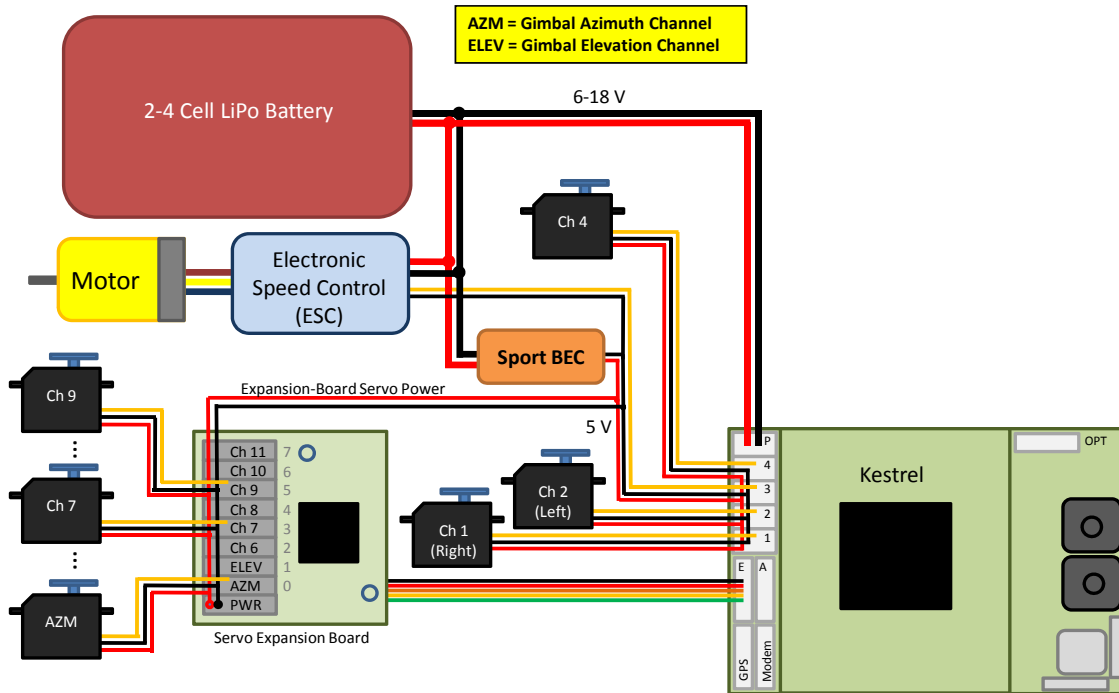 AZM = Gimbal Azimuth Channel
ELEV = Gimbal Elevation Channel
2-4 Cell LiPo Battery
6-18 V
Ch 4
Motor
Electronic
Speed Control
(ESC)
Sport BEC
Expansion-Board Servo Power
5 V
Ch 9
...
Ch 7
...
AZM
Ch 11 7
Ch 10 6
Ch 9 5
Ch 8 4
Ch 7 3
Ch 6 2
ELEV 1
AZM 0
PWR
Servo Expansion Board
Ch 2
(Left)
Ch 1
(Right)
P
4
3
2
1
E A
GPS
Modem
Kestrel
OPT